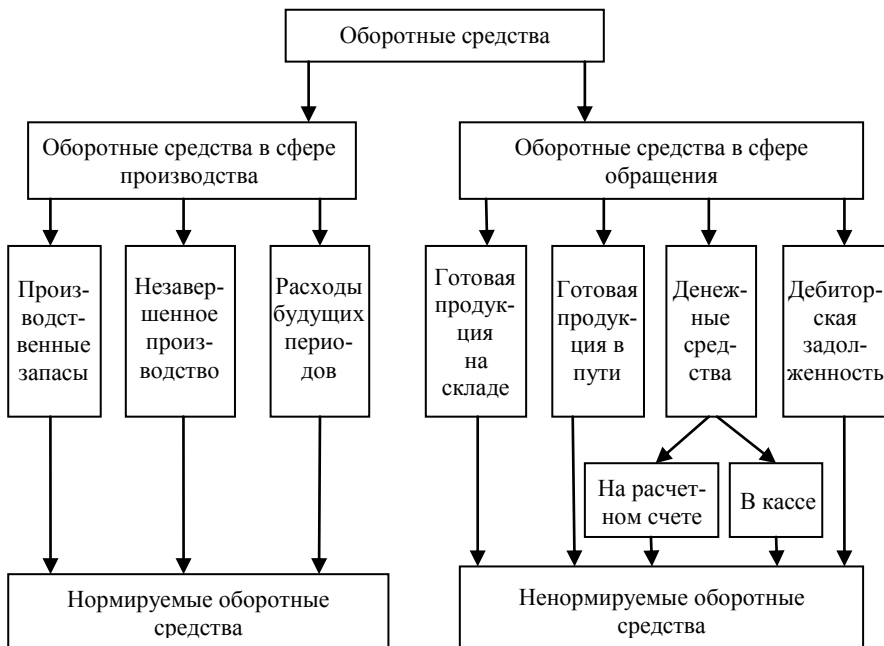 Оборотные средства
Оборотные средства в сфере
производства
Оборотные средства в сфере
обращения
Произ-
водст-
венные
запасы
Незавер-
шенное
произ-
водство
Расходы
будущих
перио-
дов
Готовая
продук-
ция
на
складе
Готовая
продук-
ция в
пути
Денеж-
ные
сред-
ства
Дебитор-
ская
задол-
женность
На расчет-
ном счете
В кассе
Нормируемые оборотные
средства
Ненормируемые оборотные
средства